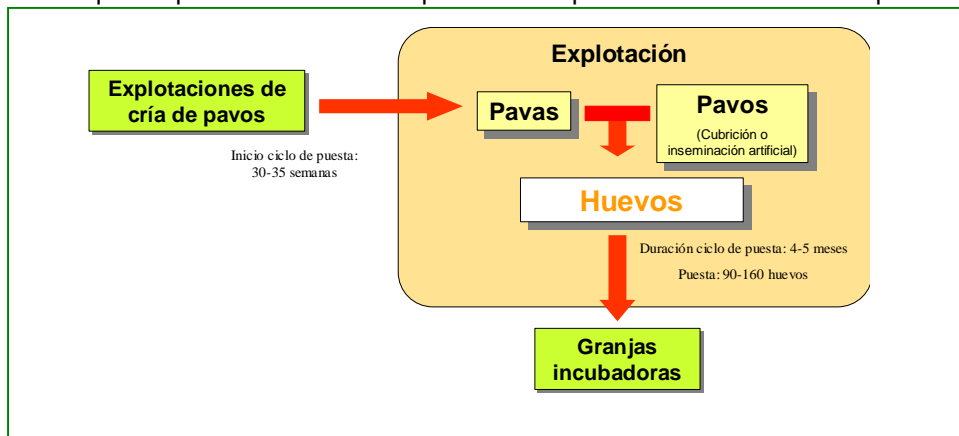 Explotación
Explotaciones de
cría de pavos
Pavas
Pavos
(Cubrición o
inseminación artificial)
Inicio ciclo de puesta:
30-35 semanas
Huevos
Duración ciclo de puesta: 4-5 meses
Puesta: 90-160 huevos
Granjas
incubadoras